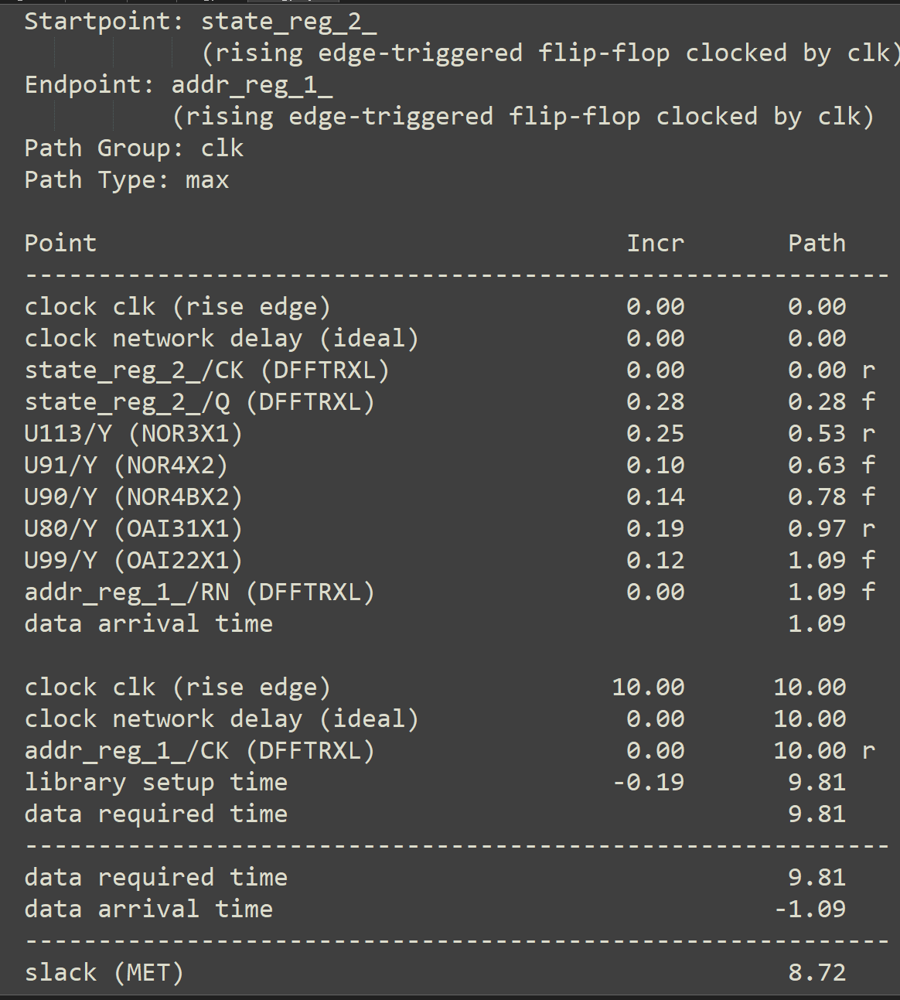 Startpoint: state_reg_2_
(rising edge-triggered flip-flop clocked by clk)
Endpoint: addr_reg_1_
(rising edge-triggered flip-flop clocked by clk)
Path Group: clk
Path Type: max
Point Incr Path
---------------------------------------------------------------
clock clk (rise edge) 0.00 0.00
clock network delay (ideal) 0.00 0.00
state_reg_2_/CK (DFFTRXL) 0.00 0.00 r
state_reg_2_/Q (DFFTRXL) 0.28 0.28 f
U113/Y (NOR3X1) 0.25 0.53 r
U91/Y (NOR4X2) 0.10 0.63 f
U90/Y (NOR4BX2) 0.14 0.78 f
U80/Y (OAI31X1) 0.19 0.97 r
U99/Y (OAI22X1) 0.12 1.09 f
addr_reg_1_/RN (DFFTRXL) 0.00 1.09 f
data arrival time 1.09
clock clk (rise edge) 10.00 10.00
clock network delay (ideal) 0.00 10.00
addr_reg_1_/CK (DFFTRXL) 0.00 10.00 r
library setup time -0.19 9.81
data required time 9.81
---------------------------------------------------------------
data required time 9.81
data arrival time -1.09
---------------------------------------------------------------
slack (MET) 8.72